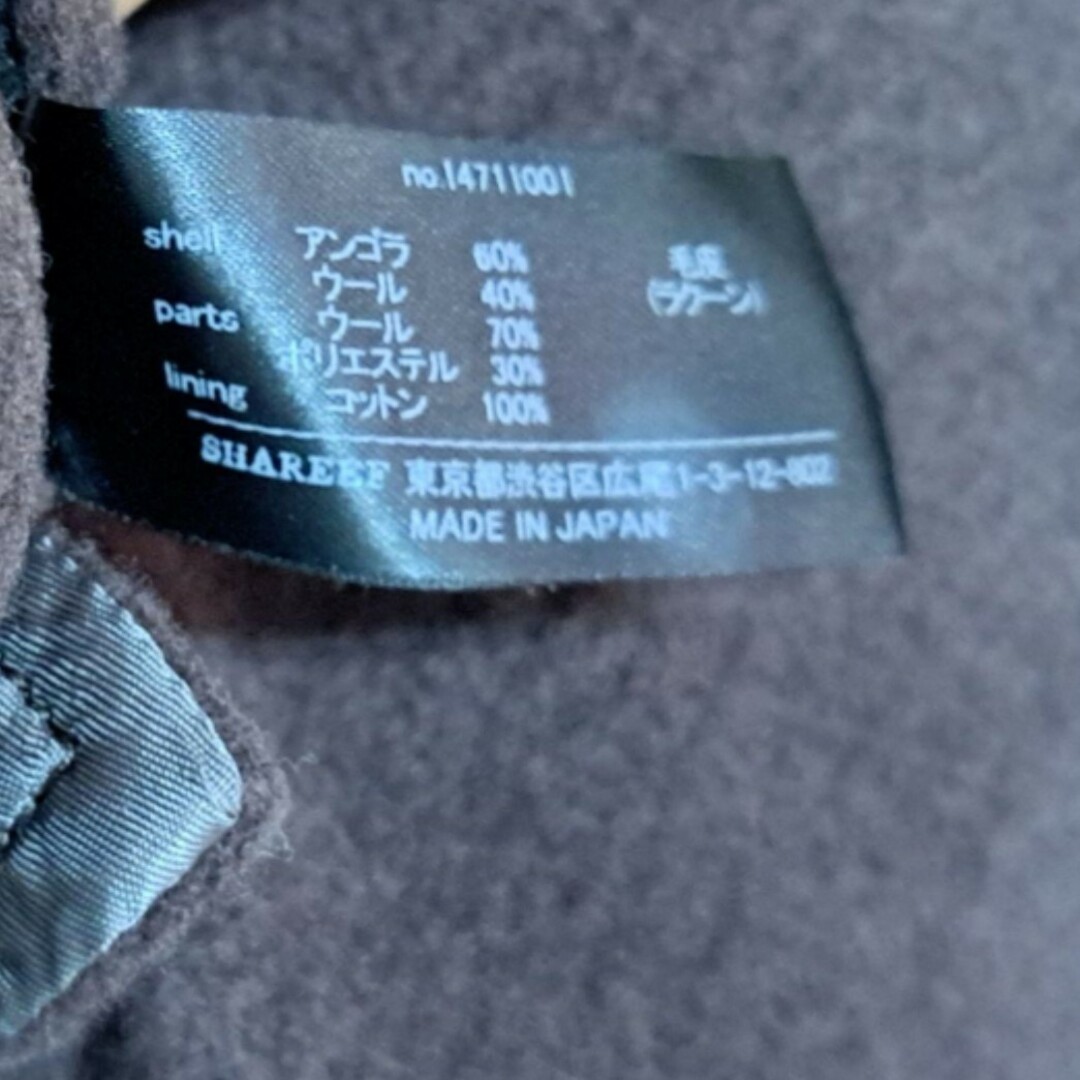 no.14711001
shell アンゴラ 60% 毛皮
ウール 40% (ラクーン)
parts ウール 70%
ポリエステル 30%
lining コットン 100%
SHAREEF 東京都渋谷区広尾1-3-12-802
MADE IN JAPAN